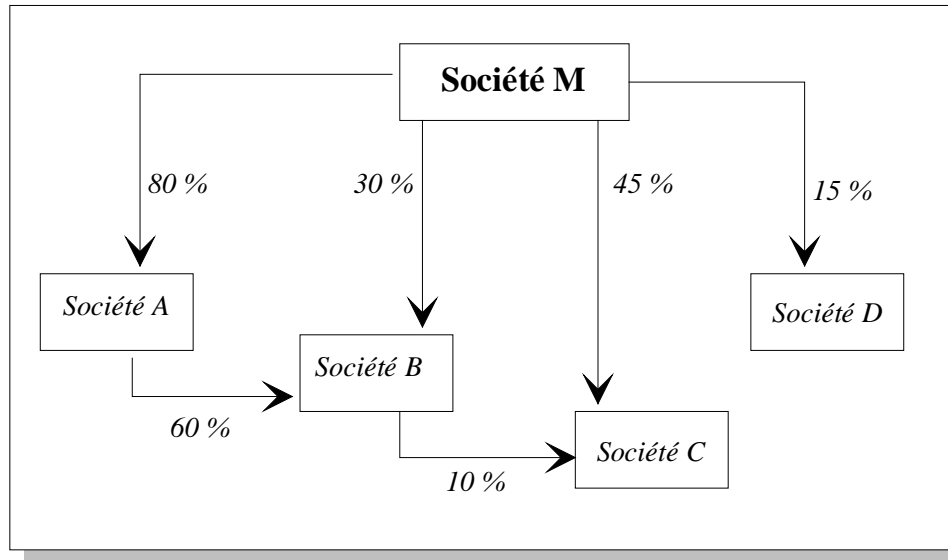 Société M
80 %
30 %
45 %
15 %
Société A
Société D
Société B
60 %
Société C
10 %